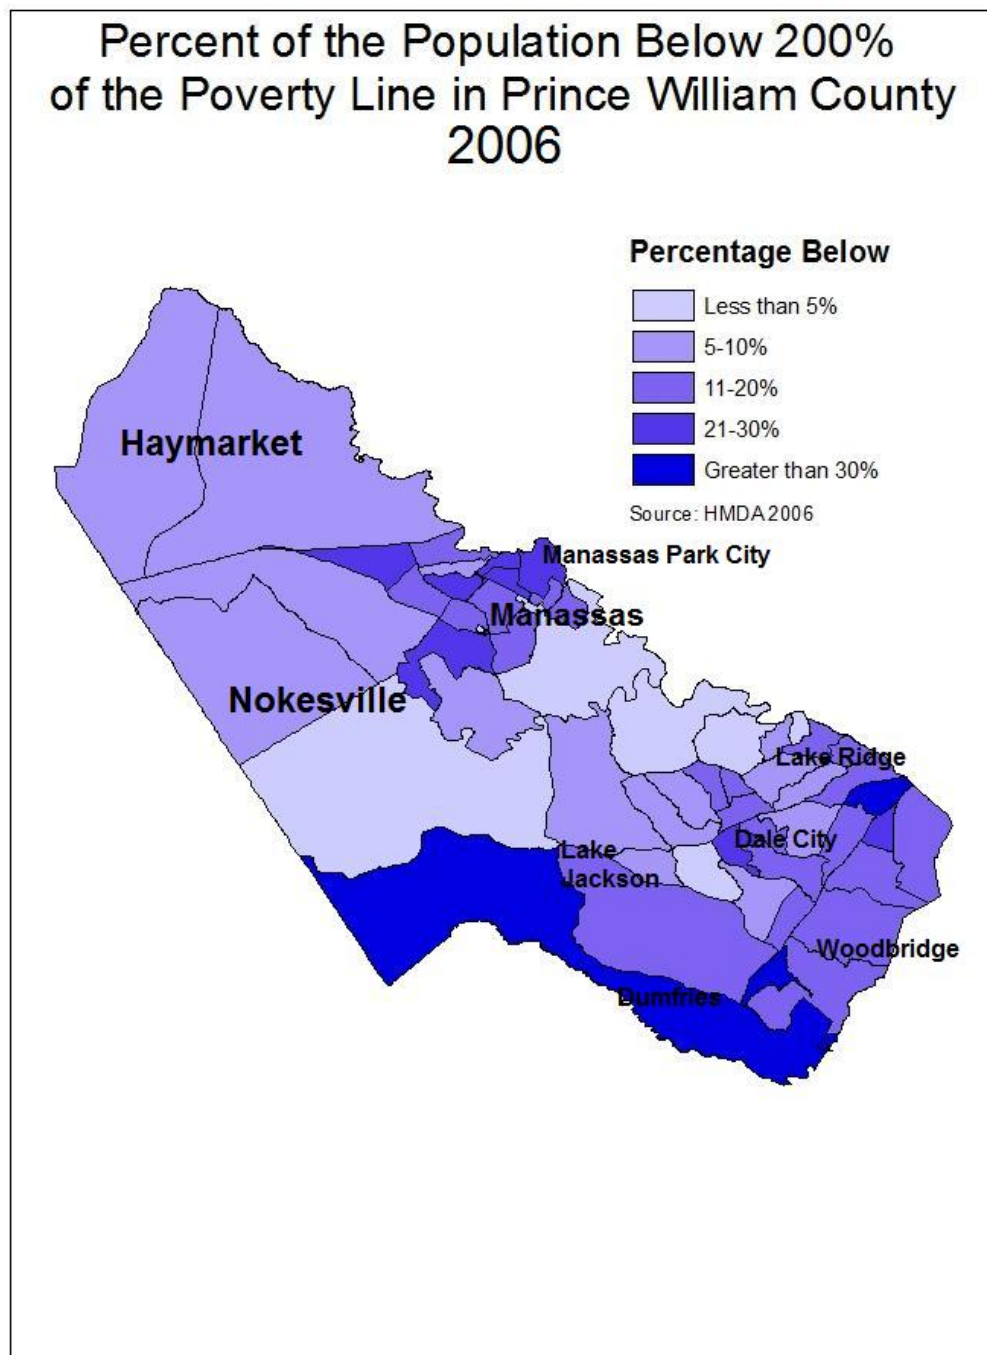 Percent of the Population Below 200%
of the Poverty Line in Prince William County
2006
Percentage Below
Less than 5%
5-10%
11-20%
21-30%
Greater than 30%
Source: HMDA 2006
Haymarket
Manassas Park City
Manassas
Nokesville
Lake Ridge
Dale City
Lake
Jackson
Woodbridge
Dumfries